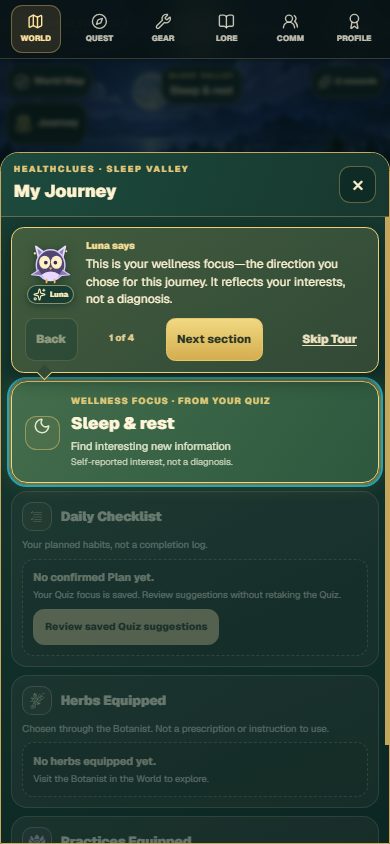 WORLD
QUEST
GEAR
LORE
COMM
PROFILE
World Map
Sleep & rest
Journey
HEALTHCLUES · SLEEP VALLEY
My Journey
Luna says
This is your wellness focus—the direction you
chose for this journey. It reflects your interests,
not a diagnosis.
Luna
Back
1 of 4
Next section
Skip Tour
WELLNESS FOCUS · FROM YOUR QUIZ
Sleep & rest
Find interesting new information
Self-reported interest, not a diagnosis.
Daily Checklist
Your planned habits, not a completion log.
No confirmed Plan yet.
Your Quiz focus is saved. Review suggestions without retaking the Quiz.
Review saved Quiz suggestions
Herbs Equipped
Chosen through the Botanist. Not a prescription or instruction to use.
No herbs equipped yet.
Visit the Botanist in the World to explore.
Practices Equipped